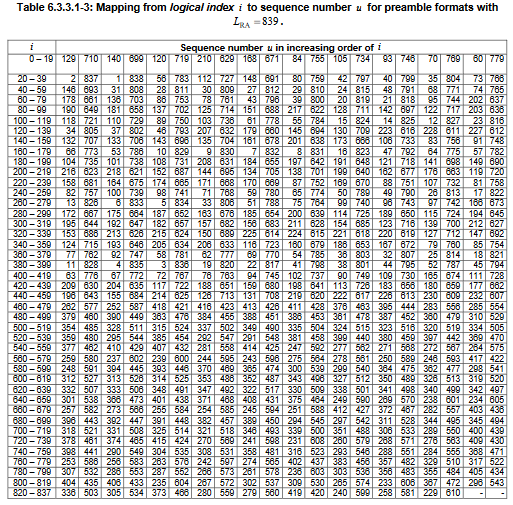 Table 6.3.3.1-3: Mapping from logical index i to sequence number u for preamble formats with
L_RA = 839.
i Sequence number u in increasing order of i
0 – 19 129 710 140 699 120 719 210 629 168 671 84 755 105 734 93 746 70 769 60 779
20 – 39 2 837 1 838 56 783 112 727 148 691 80 759 42 797 40 799 35 804 73 766
40 – 59 146 693 31 808 28 811 30 809 27 812 29 810 24 815 48 791 68 771 74 765
60 – 79 178 661 136 703 86 753 78 761 43 796 39 800 20 819 21 818 95 744 202 637
80 – 99 190 649 181 658 137 702 125 714 151 688 217 622 128 711 142 697 122 717 203 636
100 – 119 118 721 110 729 89 750 103 736 61 778 55 784 15 824 14 825 12 827 23 816
120 – 139 34 805 37 802 46 793 207 632 179 660 145 694 130 709 223 616 228 611 227 612
140 – 159 132 707 133 706 143 696 135 704 161 678 201 638 173 666 106 733 83 756 91 748
160 – 179 66 773 53 786 10 829 9 830 7 832 8 831 16 823 47 792 64 775 57 782
180 – 199 104 735 101 738 108 731 208 631 184 655 197 642 191 648 121 718 141 698 149 690
200 – 219 216 623 218 621 152 687 144 695 134 705 138 701 199 640 162 677 176 663 119 720
220 – 239 158 681 164 675 174 665 171 668 170 669 87 752 169 670 88 751 107 732 81 758
240 – 259 82 757 100 739 98 741 71 768 59 780 65 774 50 789 49 790 26 813 17 822
260 – 279 13 826 6 833 5 834 33 806 51 788 75 764 99 740 96 743 97 742 166 673
280 – 299 172 667 175 664 187 652 163 676 185 654 200 639 114 725 189 650 115 724 194 645
300 – 319 195 644 192 647 182 657 157 682 156 683 211 628 154 685 123 716 139 700 212 627
320 – 339 153 686 213 626 215 624 150 689 225 614 224 615 221 618 220 619 127 712 147 692
340 – 359 124 715 193 646 205 634 206 633 116 723 160 679 186 653 167 672 79 760 85 754
360 – 379 77 762 92 747 58 781 62 777 69 770 54 785 36 803 32 807 25 814 18 821
380 – 399 11 828 4 835 3 836 19 820 22 817 41 798 38 801 44 795 52 787 45 794
400 – 419 63 776 67 772 72 767 76 763 94 745 102 737 90 749 109 730 165 674 111 728
420 – 439 209 630 204 635 117 722 188 651 159 680 198 641 113 726 183 656 180 659 177 662
440 – 459 196 643 155 684 214 625 126 713 131 708 219 620 222 617 226 613 230 609 232 607
460 – 479 262 577 252 587 418 421 416 423 413 426 411 428 376 463 395 444 283 556 285 554
480 – 499 379 460 390 449 363 476 384 455 388 451 386 453 361 478 387 452 360 479 310 529
500 – 519 354 485 328 511 315 524 337 502 349 490 335 504 324 515 323 516 320 519 334 505
520 – 539 359 480 295 544 385 454 292 547 291 548 381 458 399 440 380 459 397 442 369 470
540 – 559 377 462 410 429 407 432 281 558 414 425 247 592 277 562 271 568 272 567 264 575
560 – 579 259 580 237 602 239 600 244 595 243 596 275 564 278 561 250 589 246 593 417 422
580 – 599 248 591 394 445 393 446 370 469 365 474 300 539 299 540 364 475 362 477 298 541
600 – 619 312 527 313 526 314 525 353 486 352 487 343 496 327 512 350 489 326 513 319 520
620 – 639 332 507 333 506 348 491 347 492 322 517 330 509 338 501 341 498 340 499 342 497
640 – 659 301 538 366 473 401 438 371 468 408 431 375 464 249 590 269 570 238 601 234 605
660 – 679 257 582 273 566 255 584 254 585 245 594 251 588 412 427 372 467 282 557 403 436
680 – 699 396 443 392 447 391 448 382 457 389 450 294 545 297 542 311 528 344 495 345 494
700 – 719 318 521 331 508 325 514 321 518 346 493 339 500 351 488 306 533 289 550 400 439
720 – 739 378 461 374 465 415 424 270 569 241 598 231 608 260 579 268 571 276 563 409 430
740 – 759 398 441 290 549 304 535 308 531 358 481 316 523 293 546 288 551 284 555 368 471
760 – 779 253 586 256 583 263 576 242 597 274 565 402 437 383 456 357 482 329 510 317 522
780 – 799 307 532 286 553 287 552 266 573 261 578 236 603 303 536 356 483 355 484 405 434
800 – 819 404 435 406 433 235 604 267 572 302 537 309 530 265 574 233 606 367 472 296 543
820 – 837 336 503 305 534 373 466 280 559 279 560 419 420 240 599 258 581 229 610 - -